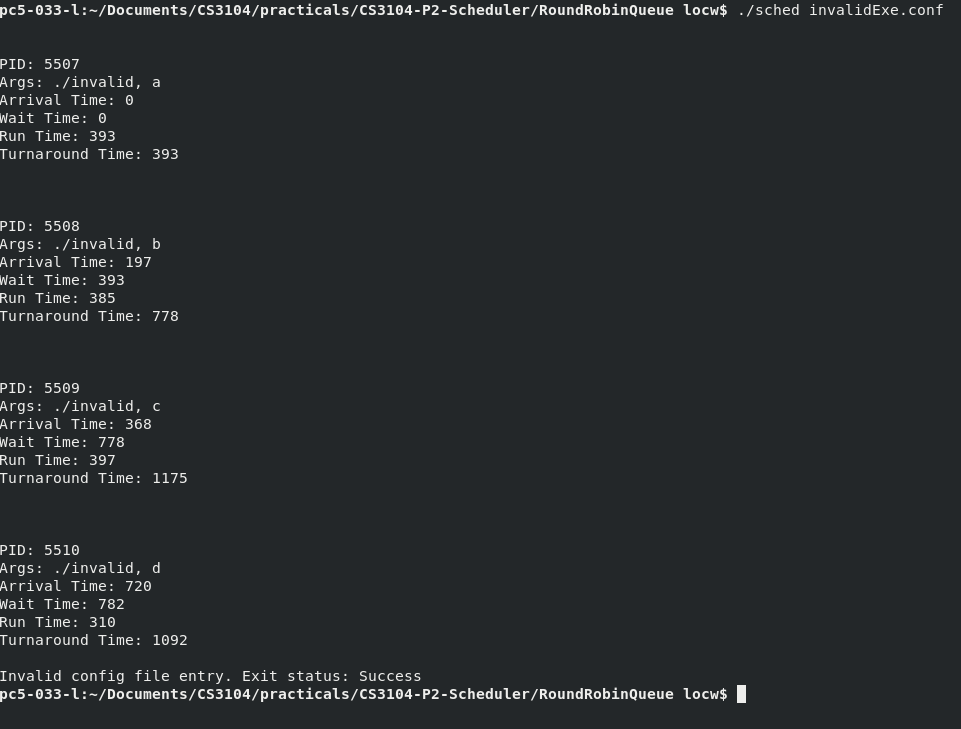 pc5-033-l:~/Documents/CS3104/practicals/CS3104-P2-Scheduler/RoundRobinQueue locw$ ./sched invalidExe.conf
PID: 5507
Args: ./invalid, a
Arrival Time: 0
Wait Time: 0
Run Time: 393
Turnaround Time: 393
PID: 5508
Args: ./invalid, b
Arrival Time: 197
Wait Time: 393
Run Time: 385
Turnaround Time: 778
PID: 5509
Args: ./invalid, c
Arrival Time: 368
Wait Time: 778
Run Time: 397
Turnaround Time: 1175
PID: 5510
Args: ./invalid, d
Arrival Time: 720
Wait Time: 782
Run Time: 310
Turnaround Time: 1092
Invalid config file entry. Exit status: Success
pc5-033-l:~/Documents/CS3104/practicals/CS3104-P2-Scheduler/RoundRobinQueue locw$